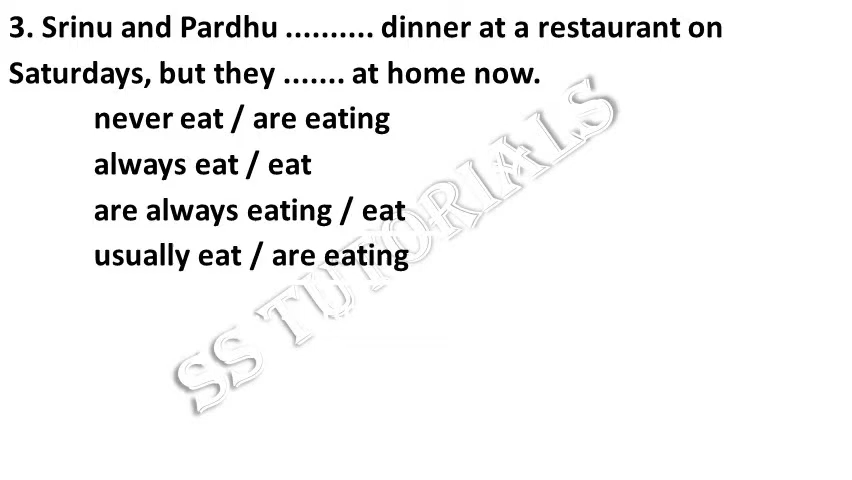 3. Srinu and Pardhu .......... dinner at a restaurant on
Saturdays, but they ....... at home now.
never eat / are eating
always eat / eat
are always eating / eat
usually eat / are eating
SS TUTORIALS